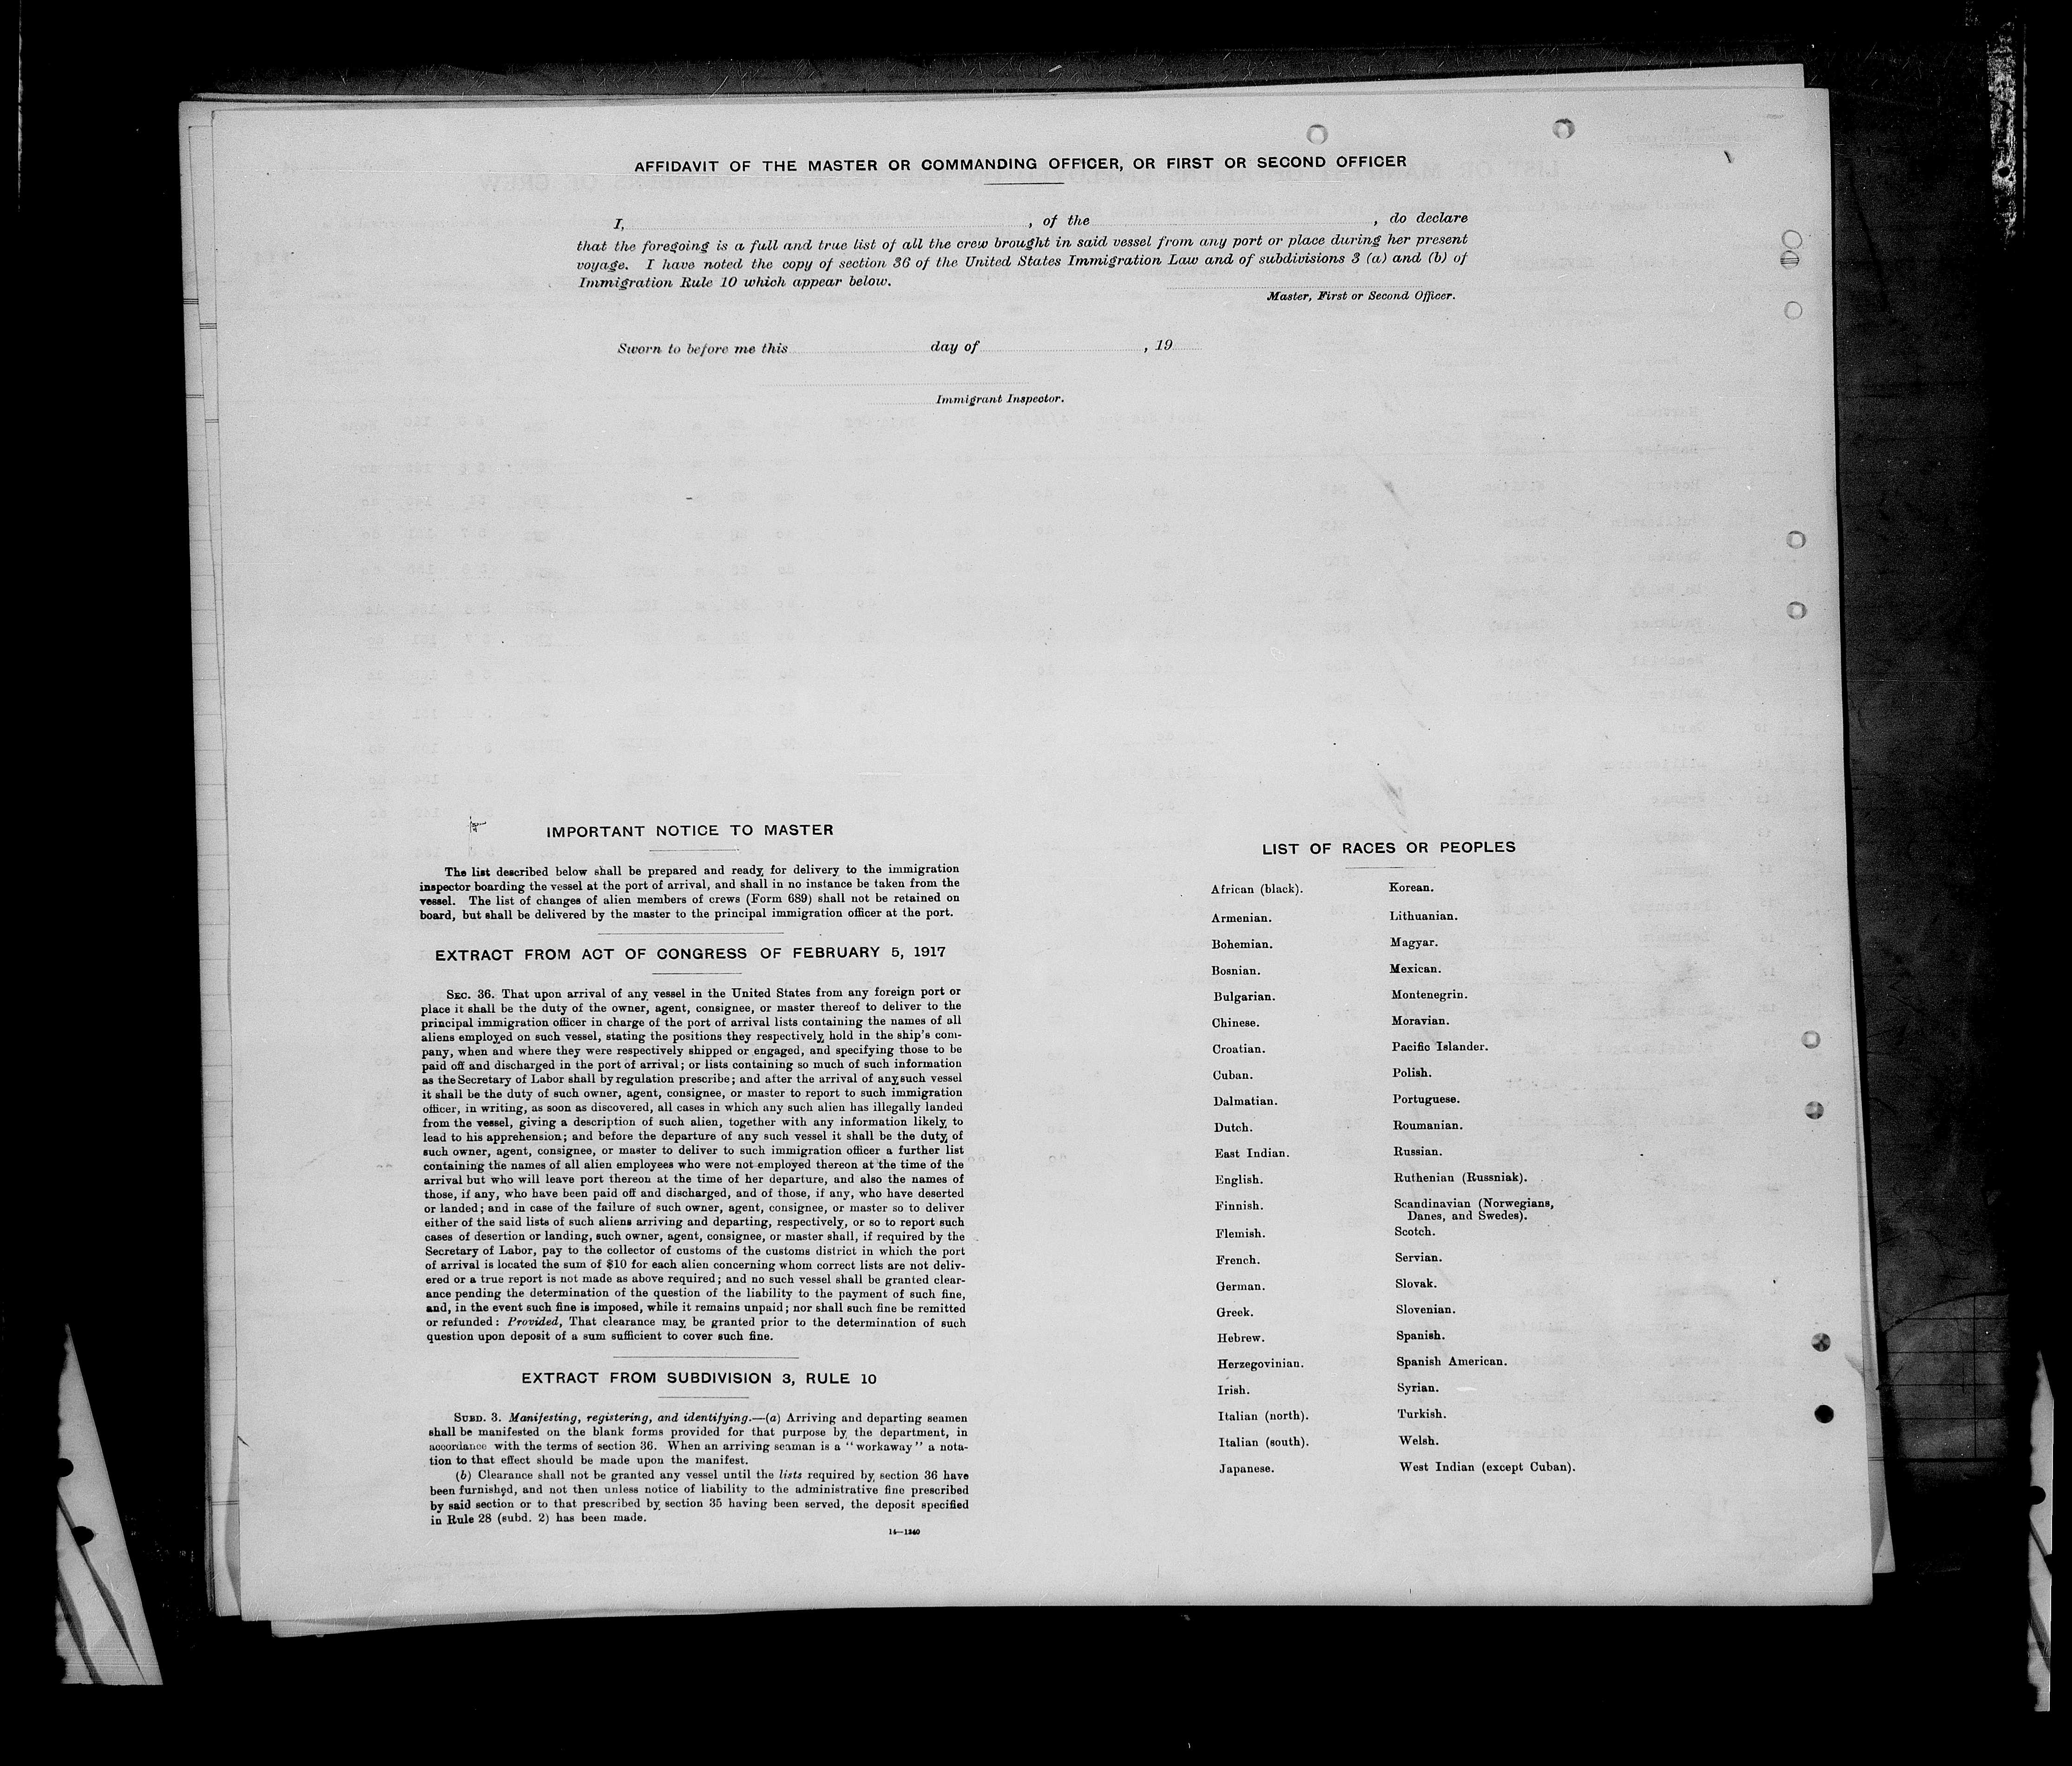 AFFIDAVIT OF THE MASTER OR COMMANDING OFFICER, OR FIRST OR SECOND OFFICER
I, , of the , do declare
that the foregoing is a full and true list of all the crew brought in said vessel from any port or place during her present
voyage. I have noted the copy of section 36 of the United States Immigration Law and of subdivisions 3 (a) and (b) of
Immigration Rule 10 which appear below.
Master, First or Second Officer.
Sworn to before me this day of , 19
Immigrant Inspector.
IMPORTANT NOTICE TO MASTER
The list described below shall be prepared and ready for delivery to the immigration
inspector boarding the vessel at the port of arrival, and shall in no instance be taken from the
vessel. The list of changes of alien members of crews (Form 689) shall not be retained on
board, but shall be delivered by the master to the principal immigration officer at the port.
EXTRACT FROM ACT OF CONGRESS OF FEBRUARY 5, 1917
SEC. 36. That upon arrival of any vessel in the United States from any foreign port or
place it shall be the duty of the owner, agent, consignee, or master thereof to deliver to the
principal immigration officer in charge of the port of arrival lists containing the names of all
aliens employed on such vessel, stating the positions they respectively hold in the ship's com-
pany, when and where they were respectively shipped or engaged, and specifying those to be
paid off and discharged in the port of arrival; or lists containing so much of such information
as the Secretary of Labor shall by regulation prescribe; and after the arrival of any such vessel
it shall be the duty of such owner, agent, consignee, or master to report to such immigration
officer, in writing, as soon as discovered, all cases in which any such alien has illegally landed
from the vessel, giving a description of such alien, together with any information likely to
lead to his apprehension; and before the departure of any such vessel it shall be the duty of
such owner, agent, consignee, or master to deliver to such immigration officer a further list
containing the names of all alien employees who were not employed thereon at the time of the
arrival but who will leave port thereon at the time of her departure, and also the names of
those, if any, who have been paid off and discharged, and of those, if any, who have deserted
or landed; and in case of the failure of such owner, agent, consignee, or master so to deliver
either of the said lists of such aliens arriving and departing, respectively, or so to report such
cases of desertion or landing, such owner, agent, consignee, or master shall, if required by the
Secretary of Labor, pay to the collector of customs of the customs district in which the port
of arrival is located the sum of $10 for each alien concerning whom correct lists are not deliv-
ered or a true report is not made as above required; and no such vessel shall be granted clear-
ance pending the determination of the question of the liability to the payment of such fine,
and, in the event such fine is imposed, while it remains unpaid; nor shall such fine be remitted
or refunded: Provided, That clearance may be granted prior to the determination of such
question upon deposit of a sum sufficient to cover such fine.
EXTRACT FROM SUBDIVISION 3, RULE 10
SUBD. 3. Manifesting, registering, and identifying.—(a) Arriving and departing seamen
shall be manifested on the blank forms provided for that purpose by the department, in
accordance with the terms of section 36. When an arriving seaman is a "workaway" a nota-
tion to that effect should be made upon the manifest.
(b) Clearance shall not be granted any vessel until the lists required by section 36 have
been furnished, and not then unless notice of liability to the administrative fine prescribed
by said section or to that prescribed by section 35 having been served, the deposit specified
in Rule 28 (subd. 2) has been made.
14—1240
LIST OF RACES OR PEOPLES
African (black).
Armenian.
Bohemian.
Bosnian.
Bulgarian.
Chinese.
Croatian.
Cuban.
Dalmatian.
Dutch.
East Indian.
English.
Finnish.
Flemish.
French.
German.
Greek.
Hebrew.
Herzegovinian.
Irish.
Italian (north).
Italian (south).
Japanese.
Korean.
Lithuanian.
Magyar.
Mexican.
Montenegrin.
Moravian.
Pacific Islander.
Polish.
Portuguese.
Roumanian.
Russian.
Ruthenian (Russniak).
Scandinavian (Norwegians,
Danes, and Swedes).
Scotch.
Servian.
Slovak.
Slovenian.
Spanish.
Spanish American.
Syrian.
Turkish.
Welsh.
West Indian (except Cuban).